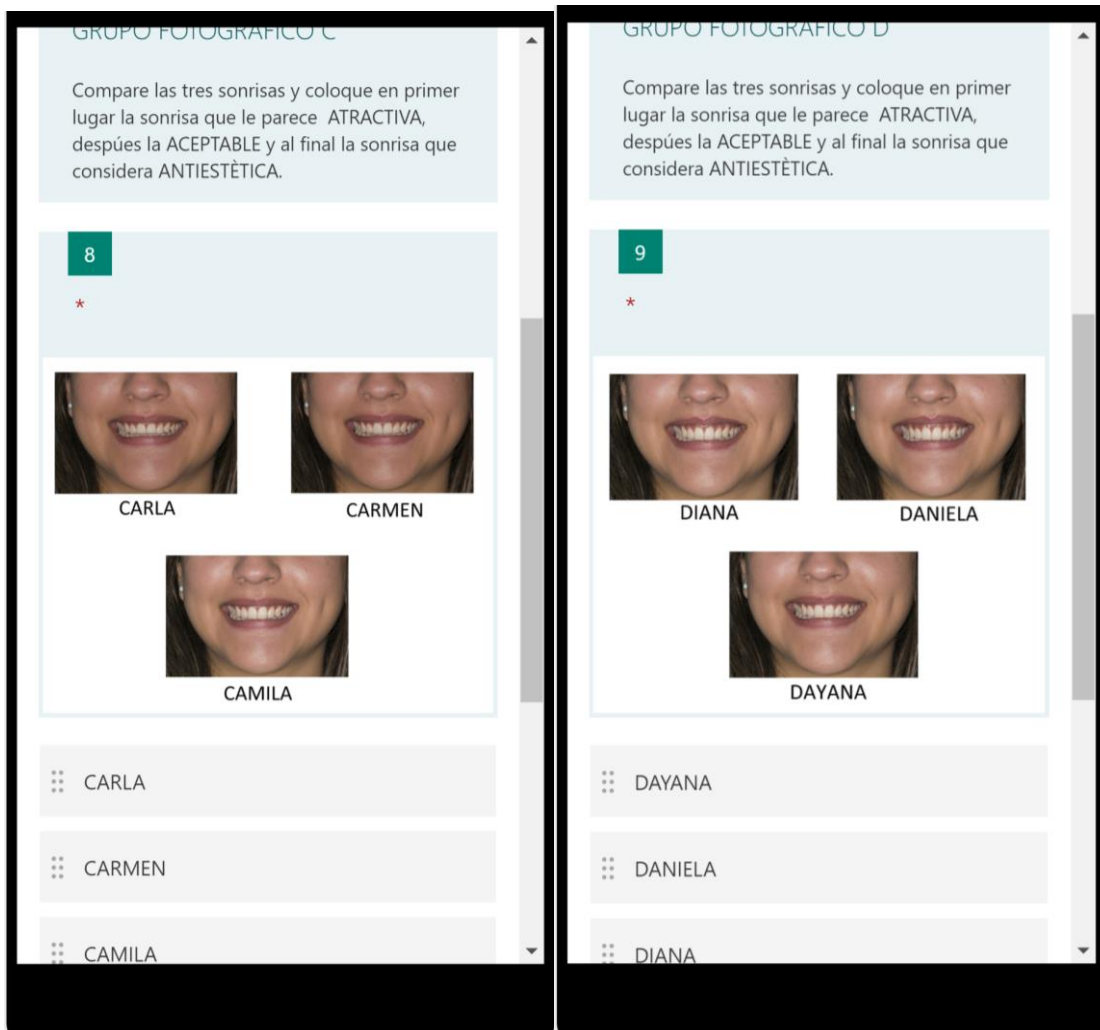 GRUPO FOTOGRÁFICO C
Compare las tres sonrisas y coloque en primer
lugar la sonrisa que le parece ATRACTIVA,
despúes la ACEPTABLE y al final la sonrisa que
considera ANTIESTÈTICA.
8
*
CARLA
CARMEN
CAMILA
CARLA
CARMEN
CAMILA
GRUPO FOTOGRÁFICO D
Compare las tres sonrisas y coloque en primer
lugar la sonrisa que le parece ATRACTIVA,
despúes la ACEPTABLE y al final la sonrisa que
considera ANTIESTÈTICA.
9
*
DIANA
DANIELA
DAYANA
DAYANA
DANIELA
DIANA